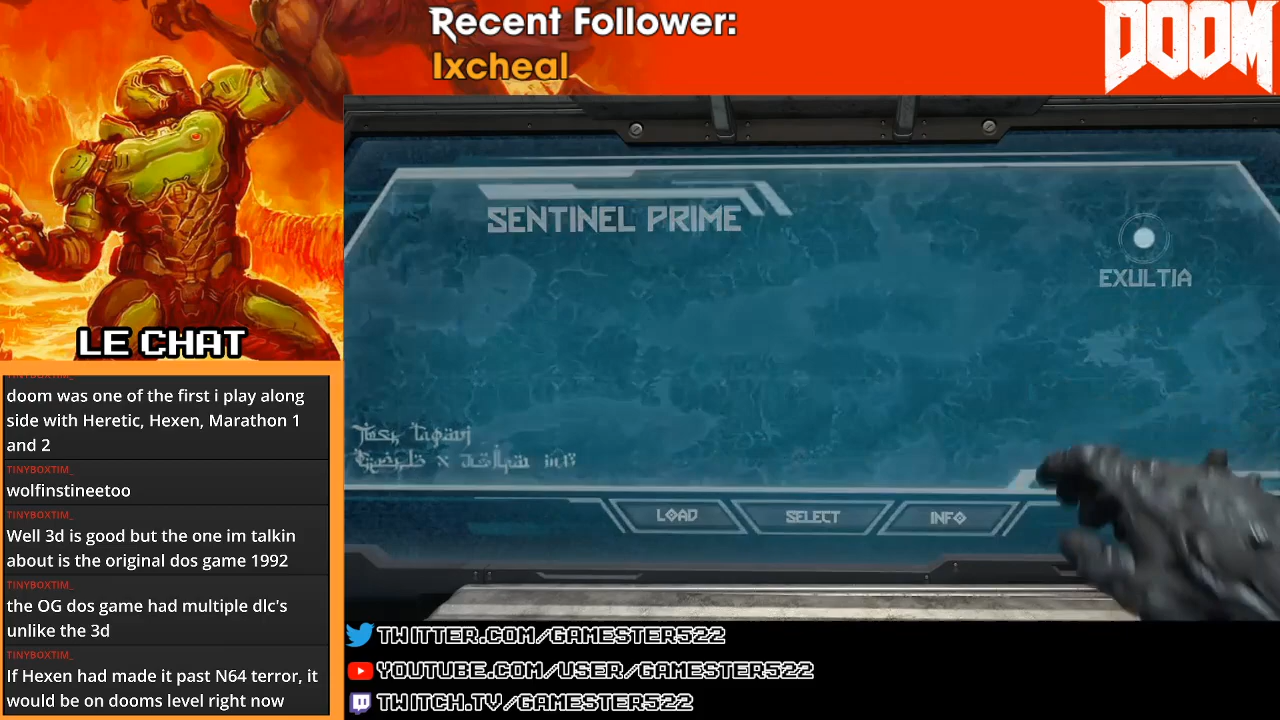 Recent Follower:
Ixcheal
DOOM
LE CHAT
doom was one of the first i play along
side with Heretic, Hexen, Marathon 1
and 2
TINYBOXTIM_
wolfinstineetoo
TINYBOXTIM_
Well 3d is good but the one im talkin
about is the original dos game 1992
TINYBOXTIM_
the OG dos game had multiple dlc's
unlike the 3d
TINYBOXTIM_
If Hexen had made it past N64 terror, it
would be on dooms level right now
SENTINEL PRIME
EXULTIA
LOAD
SELECT
INFO
TWITTER.COM/GAMESTER522
YOUTUBE.COM/USER/GAMESTER522
TWITCH.TV/GAMESTER522